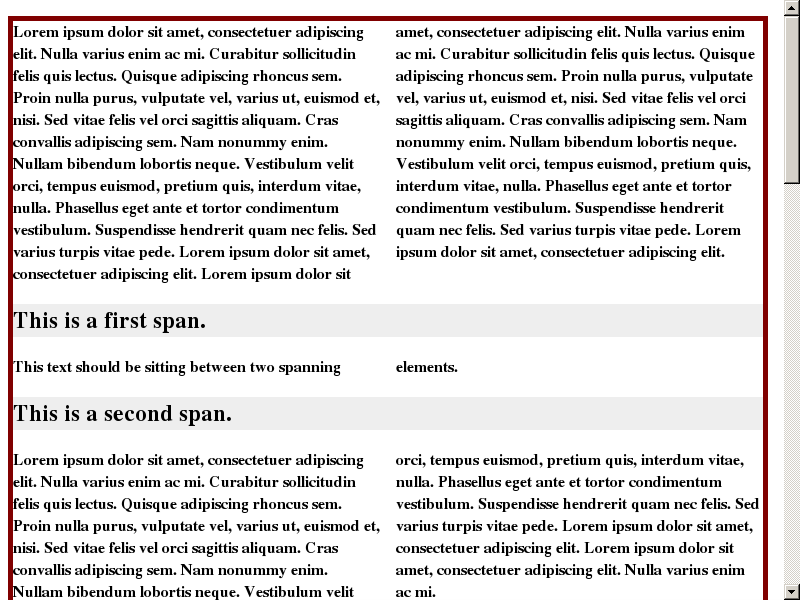 Lorem ipsum dolor sit amet, consectetuer adipiscing
elit. Nulla varius enim ac mi. Curabitur sollicitudin
felis quis lectus. Quisque adipiscing rhoncus sem.
Proin nulla purus, vulputate vel, varius ut, euismod et,
nisi. Sed vitae felis vel orci sagittis aliquam. Cras
convallis adipiscing sem. Nam nonummy enim.
Nullam bibendum lobortis neque. Vestibulum velit
orci, tempus euismod, pretium quis, interdum vitae,
nulla. Phasellus eget ante et tortor condimentum
vestibulum. Suspendisse hendrerit quam nec felis. Sed
varius turpis vitae pede. Lorem ipsum dolor sit amet,
consectetuer adipiscing elit. Lorem ipsum dolor sit
amet, consectetuer adipiscing elit. Nulla varius enim
ac mi. Curabitur sollicitudin felis quis lectus. Quisque
adipiscing rhoncus sem. Proin nulla purus, vulputate
vel, varius ut, euismod et, nisi. Sed vitae felis vel orci
sagittis aliquam. Cras convallis adipiscing sem. Nam
nonummy enim. Nullam bibendum lobortis neque.
Vestibulum velit orci, tempus euismod, pretium quis,
interdum vitae, nulla. Phasellus eget ante et tortor
condimentum vestibulum. Suspendisse hendrerit
quam nec felis. Sed varius turpis vitae pede. Lorem
ipsum dolor sit amet, consectetuer adipiscing elit.
This is a first span.
This text should be sitting between two spanning
elements.
This is a second span.
Lorem ipsum dolor sit amet, consectetuer adipiscing
elit. Nulla varius enim ac mi. Curabitur sollicitudin
felis quis lectus. Quisque adipiscing rhoncus sem.
Proin nulla purus, vulputate vel, varius ut, euismod et,
nisi. Sed vitae felis vel orci sagittis aliquam. Cras
convallis adipiscing sem. Nam nonummy enim.
Nullam bibendum lobortis neque. Vestibulum velit
orci, tempus euismod, pretium quis, interdum vitae,
nulla. Phasellus eget ante et tortor condimentum
vestibulum. Suspendisse hendrerit quam nec felis. Sed
varius turpis vitae pede. Lorem ipsum dolor sit amet,
consectetuer adipiscing elit. Lorem ipsum dolor sit
amet, consectetuer adipiscing elit. Nulla varius enim
ac mi.